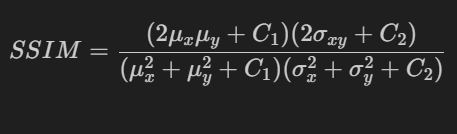 SSIM = \frac{(2\mu_x\mu_y + C_1)(2\sigma_{xy} + C_2)}{(\mu_x^2 + \mu_y^2 + C_1)(\sigma_x^2 + \sigma_y^2 + C_2)}